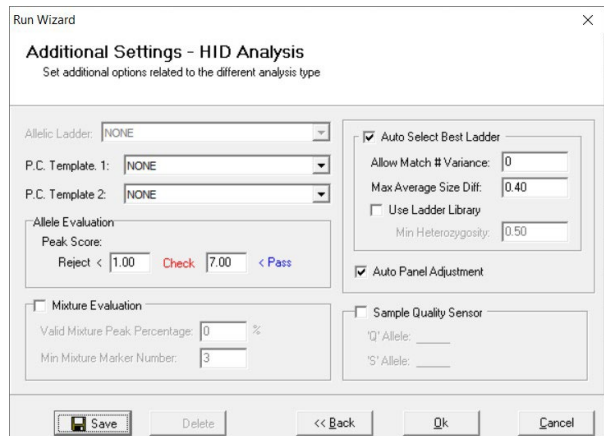 Run Wizard
Additional Settings - HID Analysis
Set additional options related to the different analysis type
Allelic Ladder: NONE
P.C. Template. 1: NONE
P.C. Template 2: NONE
Allele Evaluation
Peak Score:
Reject < 1.00 Check 7.00 < Pass
Mixture Evaluation
Valid Mixture Peak Percentage: 0 %
Min Mixture Marker Number: 3
Auto Select Best Ladder
Allow Match # Variance: 0
Max Average Size Diff: 0.40
Use Ladder Library
Min Heterozygosity: 0.50
Auto Panel Adjustment
Sample Quality Sensor
'Q' Allele:
'S' Allele:
Save Delete << Back Ok Cancel